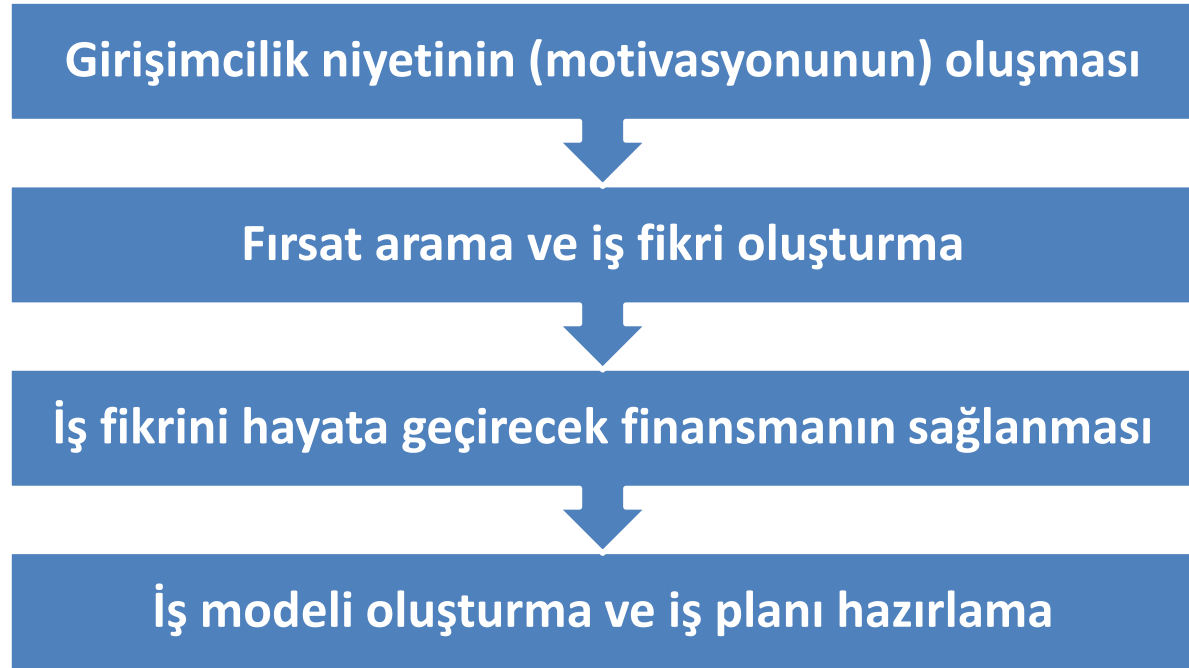 Girişimcilik niyetinin (motivasyonunun) oluşması
Fırsat arama ve iş fikri oluşturma
İş fikrini hayata geçirecek finansmanın sağlanması
İş modeli oluşturma ve iş planı hazırlama